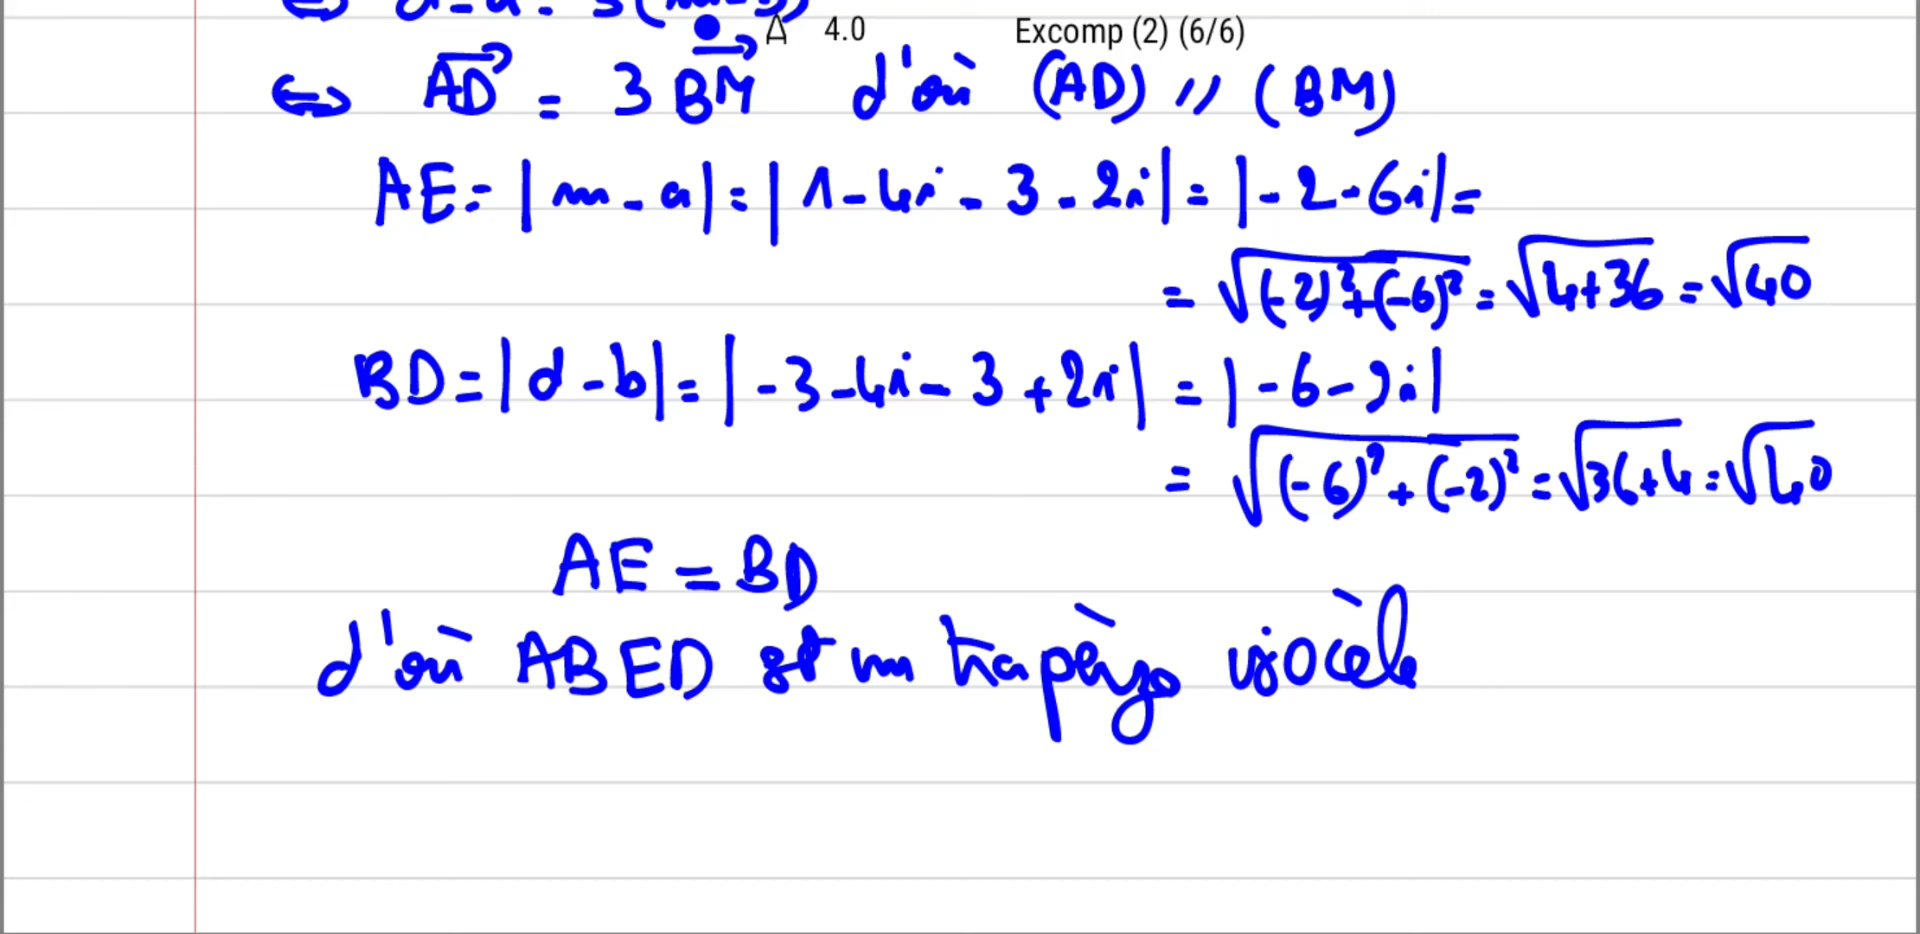 4.0 Excomp (2) (6/6)
⇔ AD⃗ = 3 BM⃗ d'où (AD) // (BM)
AE = |m - a| = |1 - 4i - 3 - 2i| = |-2 - 6i| =
= √((-2)² + (-6)²) = √(4+36) = √40
BD = |d - b| = |-3 - 4i - 3 + 2i| = |-6 - 2i|
= √((-6)² + (-2)²) = √(36+4) = √40
AE = BD
d'où ABED est un trapèze isocèle